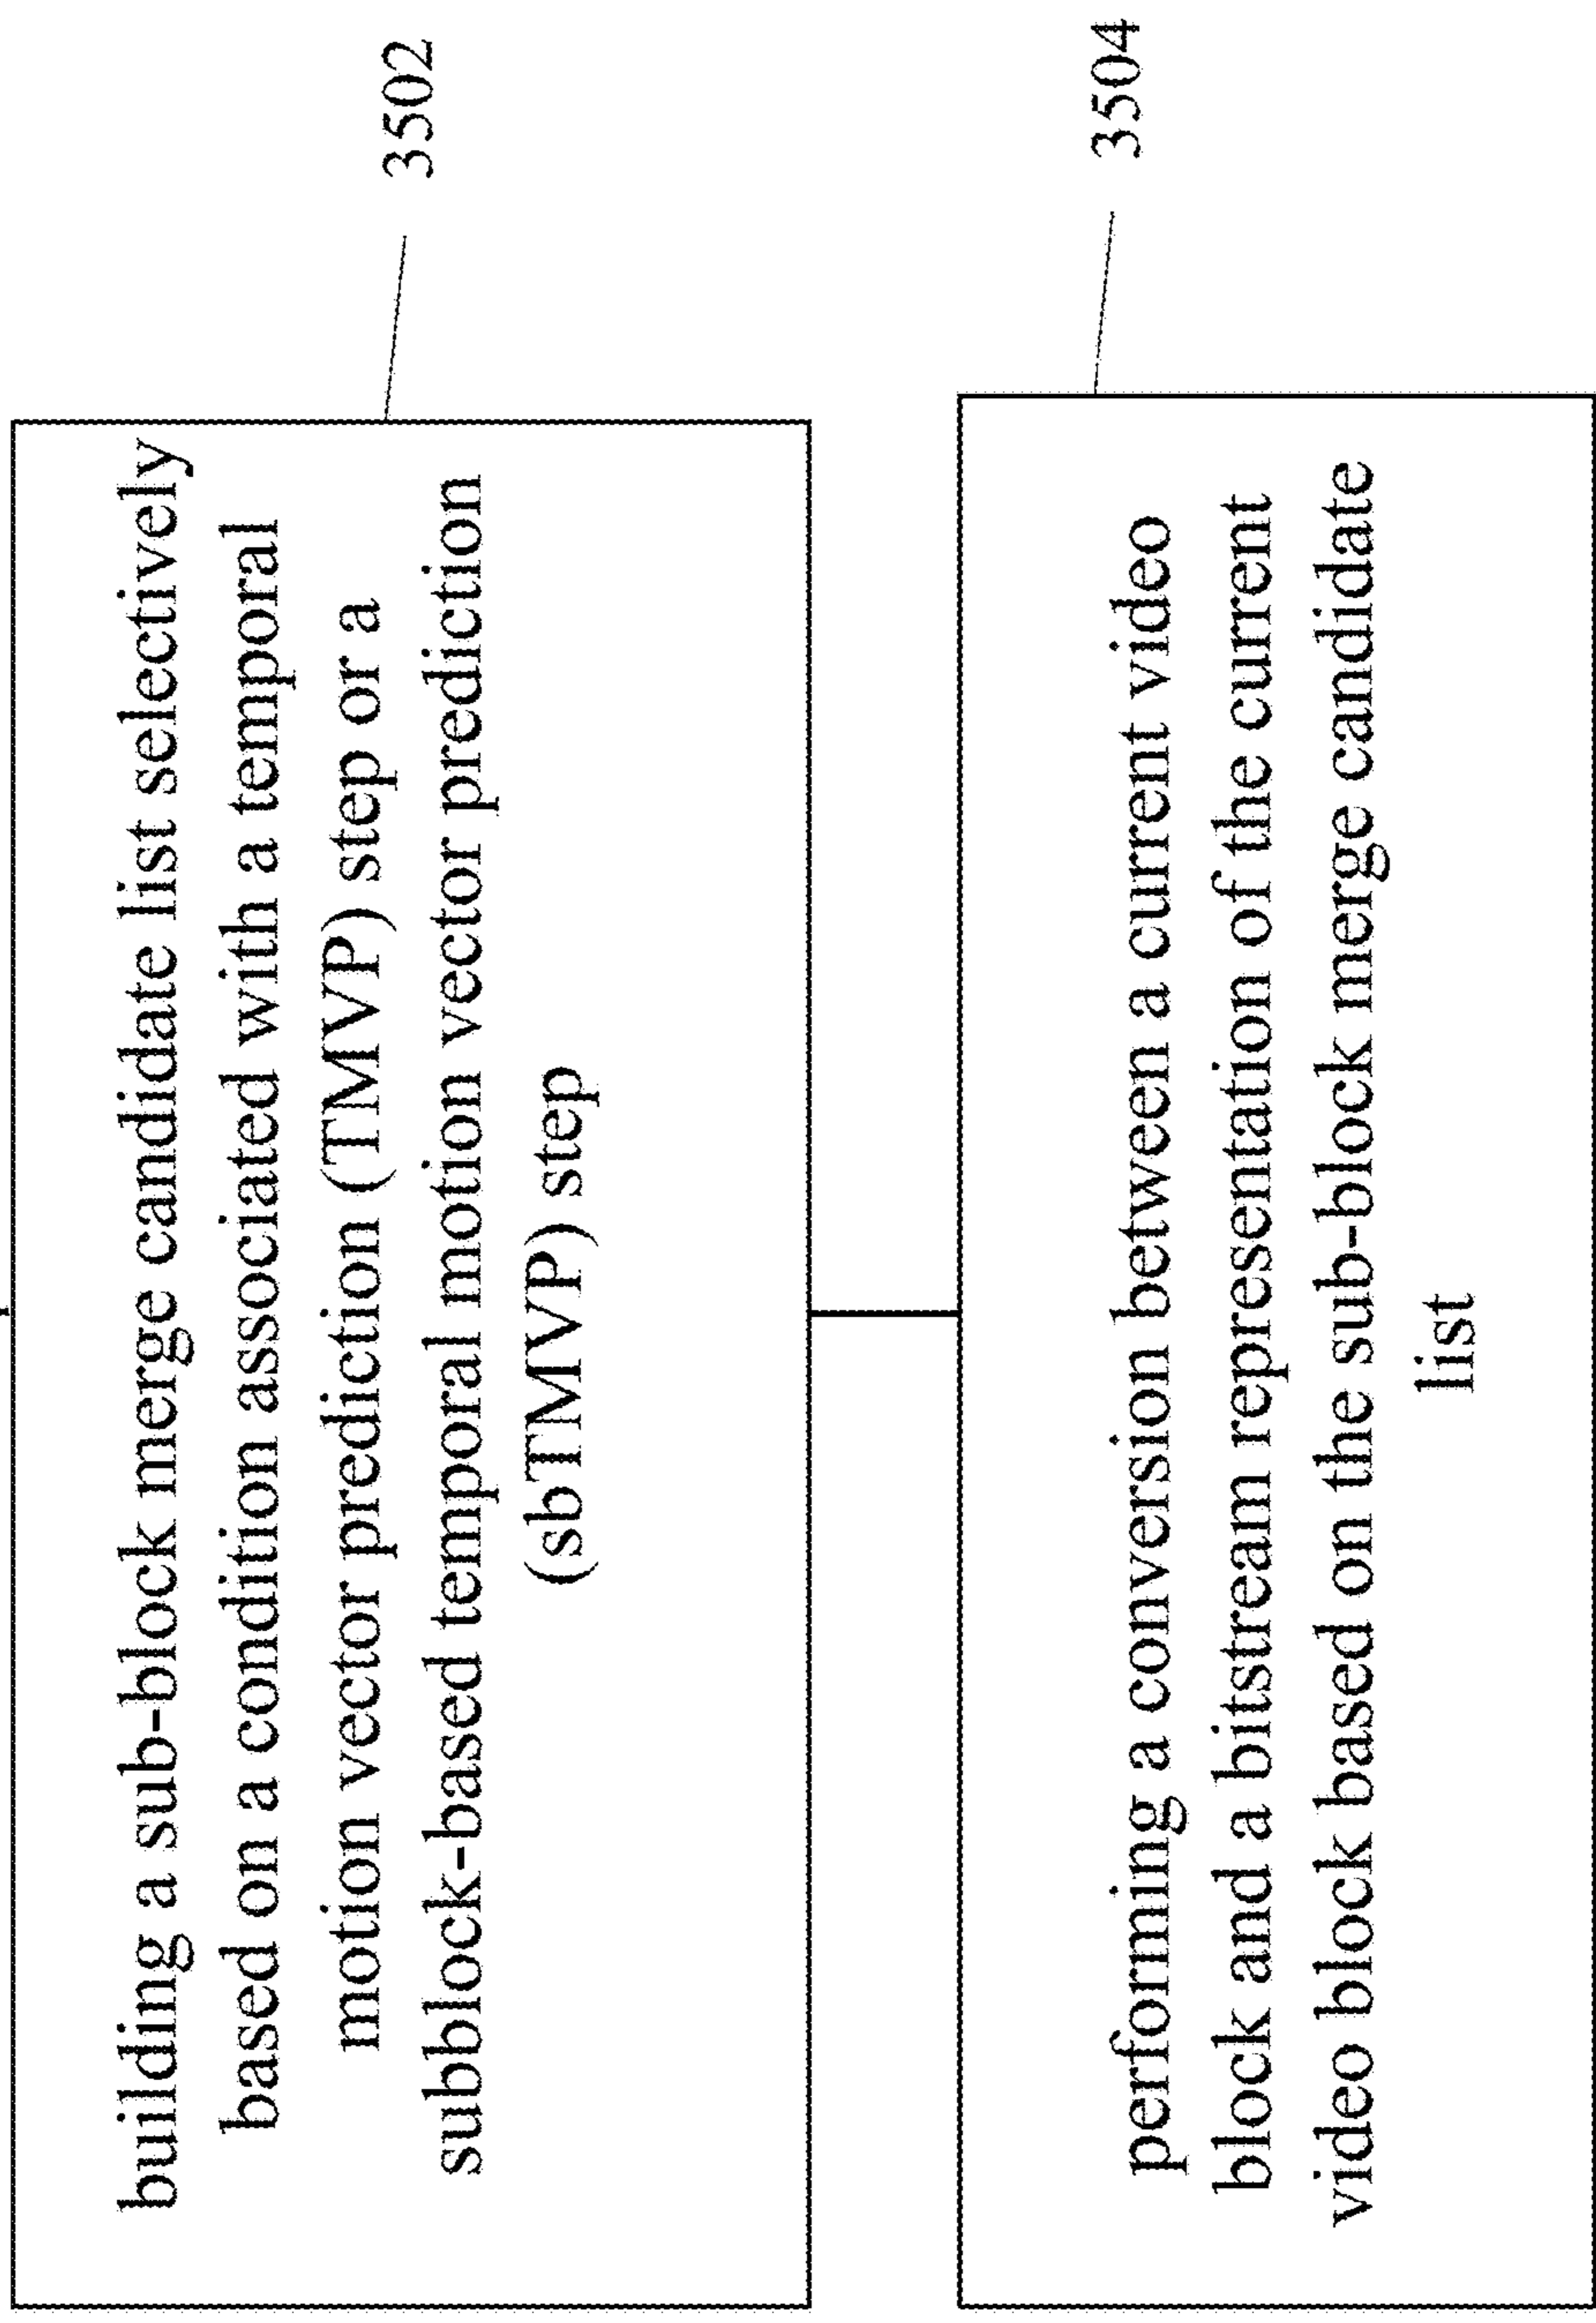 building a sub-block merge candidate list selectively
based on a condition associated with a temporal
motion vector prediction (TMVP) step or a
subblock-based temporal motion vector prediction
(sbTMVP) step
3502
performing a conversion between a current video
block and a bitstream representation of the current
video block based on the sub-block merge candidate
list
3504